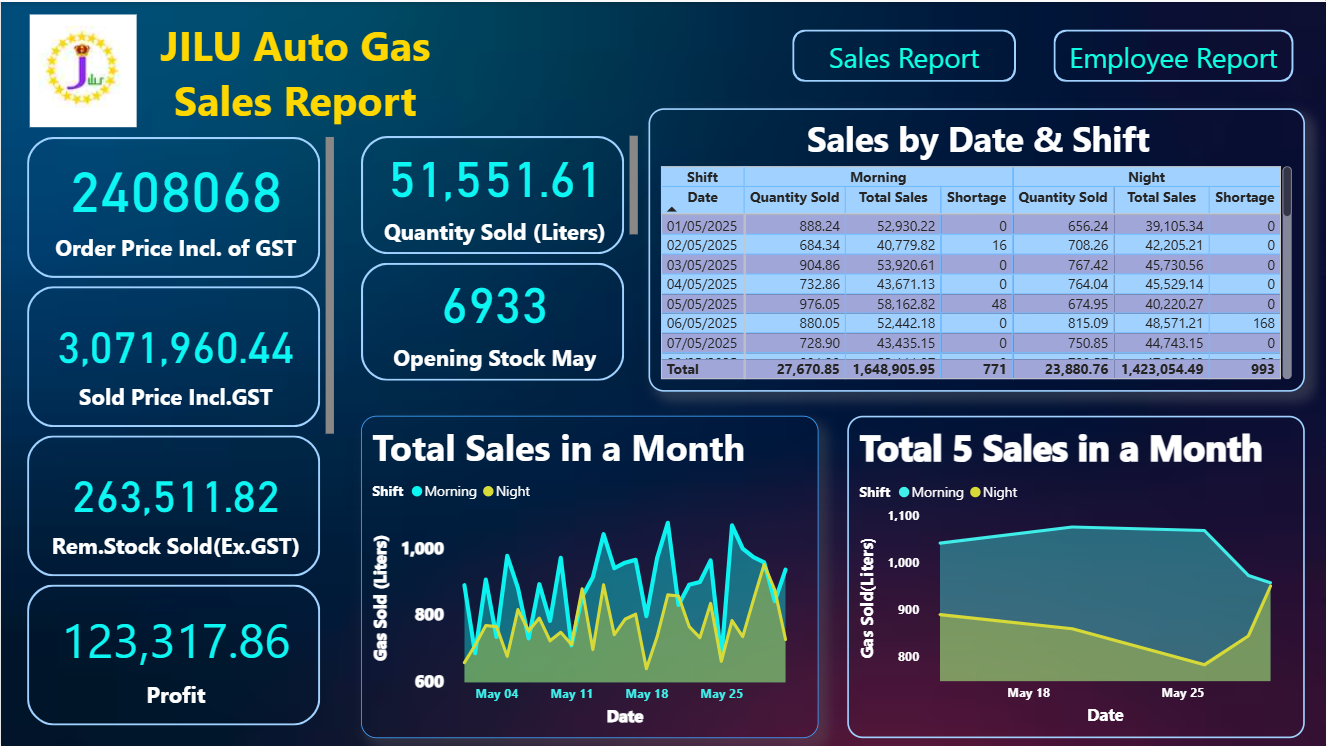 Jilur
JILU Auto Gas
Sales Report
Sales Report
Employee Report
2408068
Order Price Incl. of GST
3,071,960.44
Sold Price Incl.GST
263,511.82
Rem.Stock Sold(Ex.GST)
123,317.86
Profit
51,551.61
Quantity Sold (Liters)
6933
Opening Stock May
Sales by Date & Shift
Shift Morning Night
Date Quantity Sold Total Sales Shortage Quantity Sold Total Sales Shortage
01/05/2025 888.24 52,930.22 0 656.24 39,105.34 0
02/05/2025 684.34 40,779.82 16 708.26 42,205.21 0
03/05/2025 904.86 53,920.61 0 767.42 45,730.56 0
04/05/2025 732.86 43,671.13 0 764.04 45,529.14 0
05/05/2025 976.05 58,162.82 48 674.95 40,220.27 0
06/05/2025 880.05 52,442.18 0 815.09 48,571.21 168
07/05/2025 728.90 43,435.15 0 750.85 44,743.15 0
Total 27,670.85 1,648,905.95 771 23,880.76 1,423,054.49 993
Total Sales in a Month
Shift Morning Night
Gas Sold (Liters)
1,000
800
600
May 04 May 11 May 18 May 25
Date
Total 5 Sales in a Month
Shift Morning Night
Gas Sold(Liters)
1,100
1,000
900
800
May 18 May 25
Date